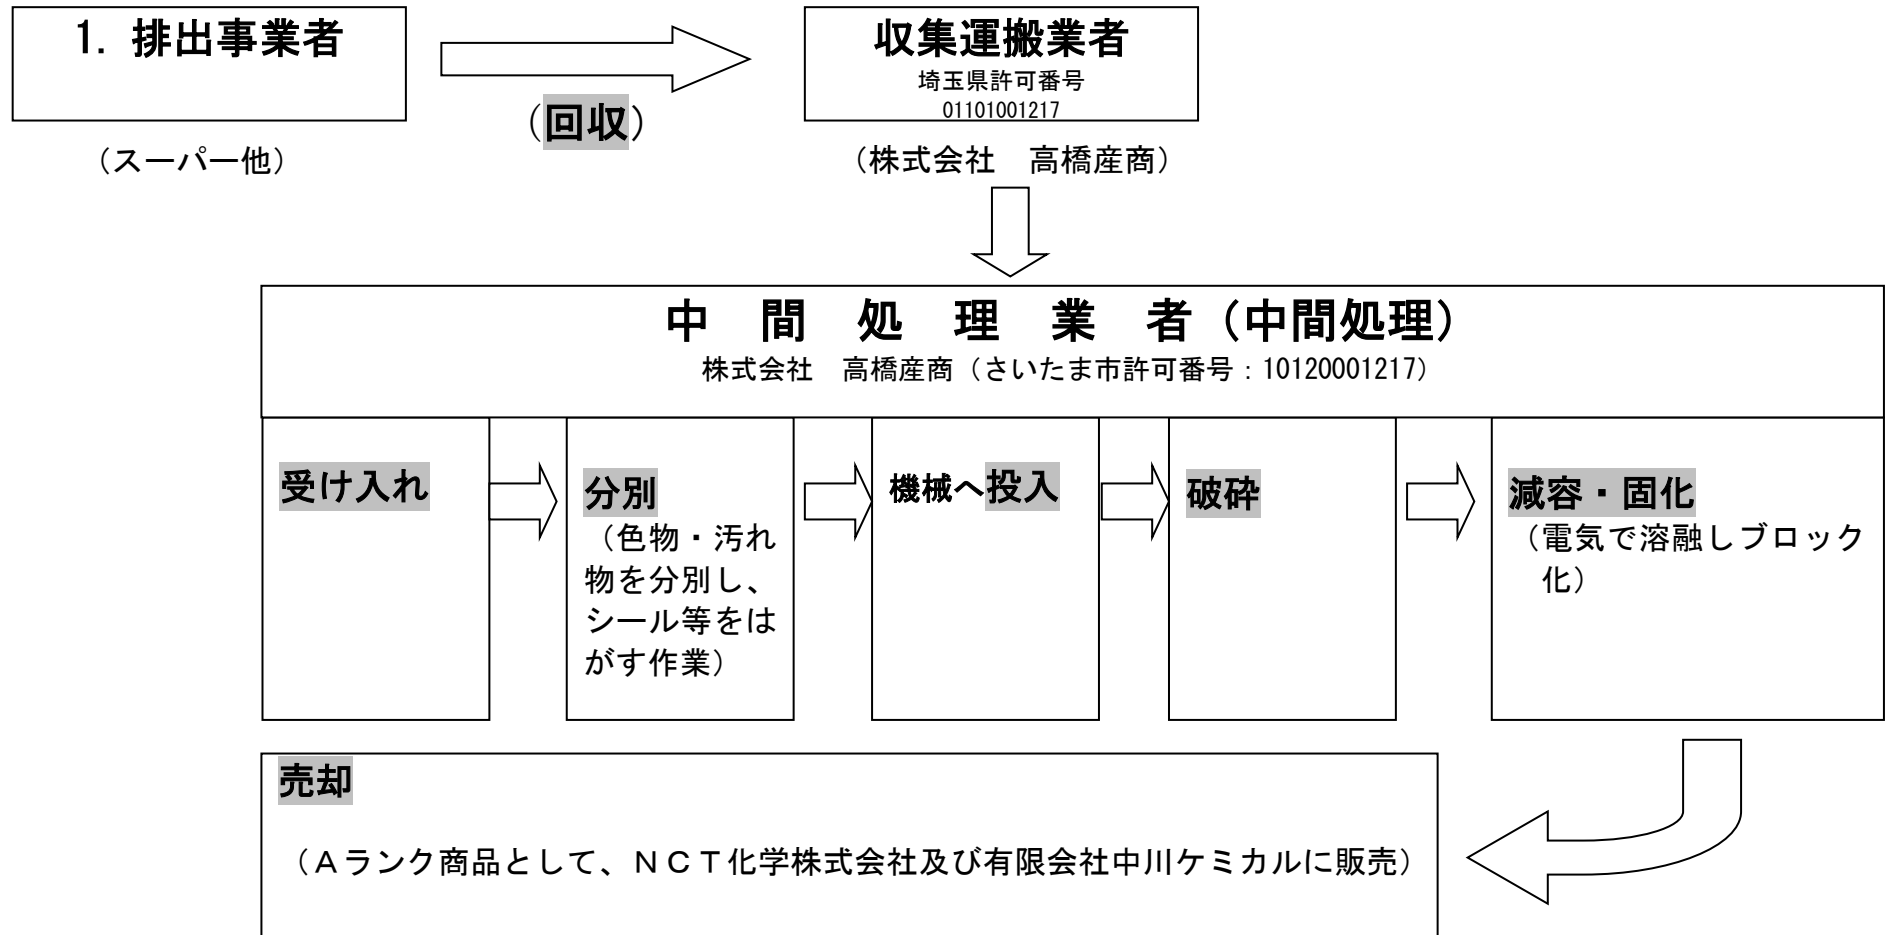 1. 排出事業者
収集運搬業者
埼玉県許可番号
01101001217
（回収）
（スーパー他）
（株式会社　高橋産商）
中　間　処　理　業　者（中間処理）
株式会社　高橋産商（さいたま市許可番号：10120001217）
受け入れ
分別
（色物・汚れ
物を分別し、
シール等をは
がす作業）
機械へ投入
破砕
減容・固化
（電気で溶融しブロック
化）
売却
（Ａランク商品として、ＮＣＴ化学株式会社及び有限会社中川ケミカルに販売）